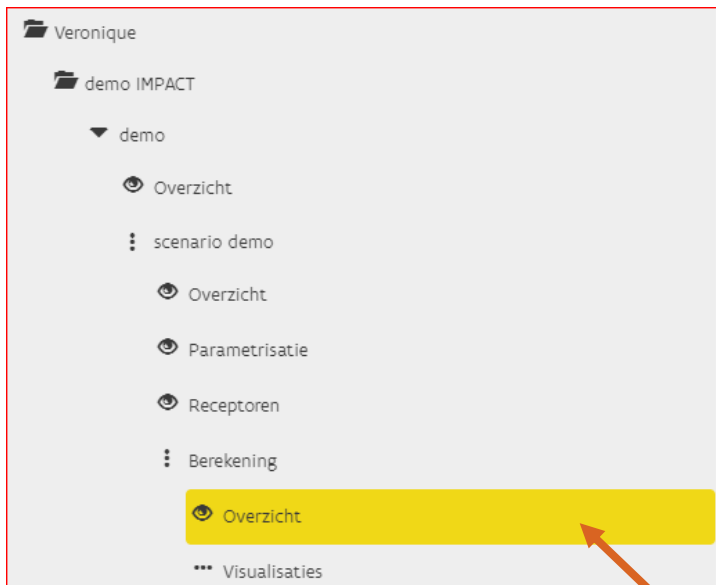 Veronique
demo IMPACT
demo
Overzicht
scenario demo
Overzicht
Parametrisatie
Receptoren
Berekening
Overzicht
Visualisaties